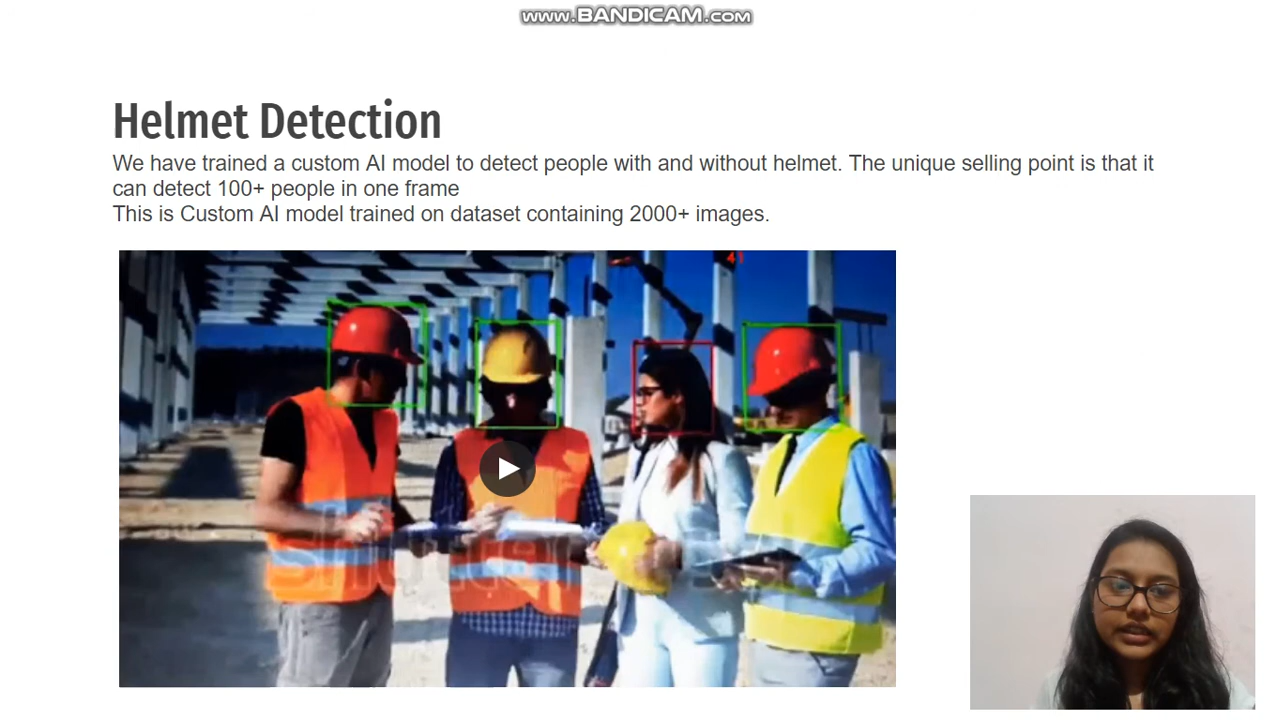 www.BANDICAM.com
Helmet Detection
We have trained a custom AI model to detect people with and without helmet. The unique selling point is that it
can detect 100+ people in one frame
This is Custom AI model trained on dataset containing 2000+ images.
41